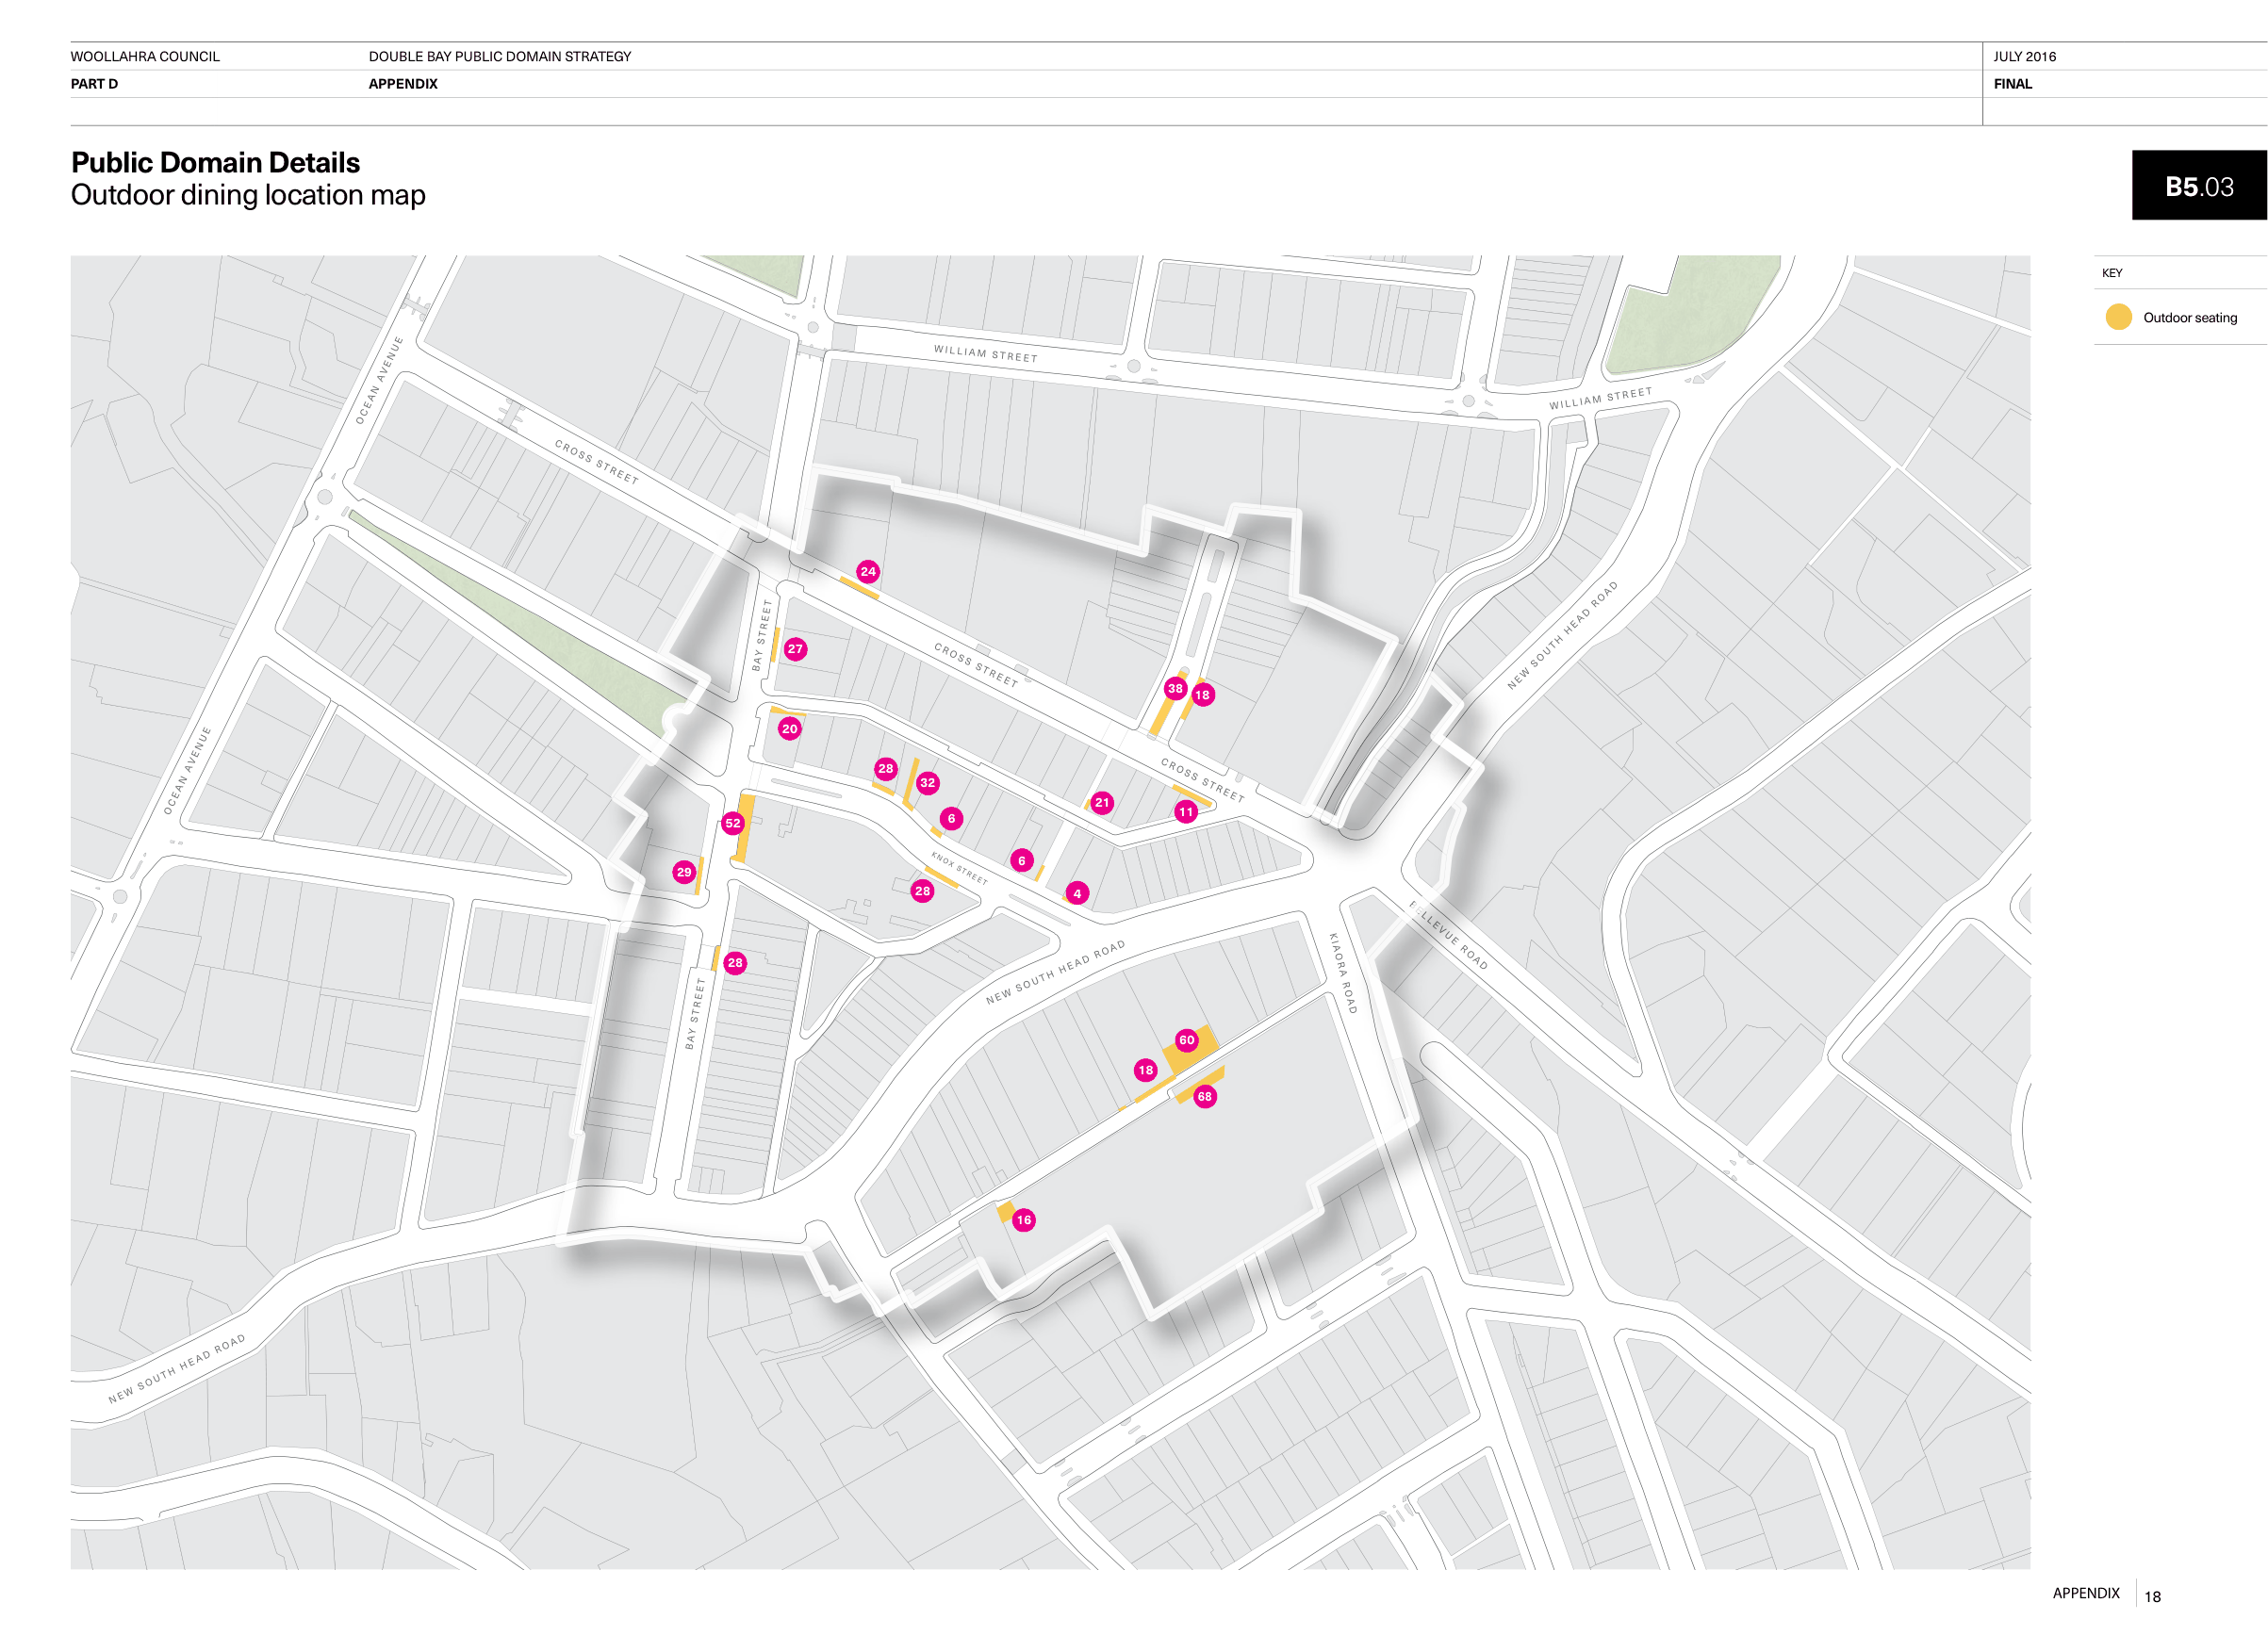 WOOLLAHRA COUNCIL
DOUBLE BAY PUBLIC DOMAIN STRATEGY
JULY 2016
PART D
APPENDIX
FINAL
Public Domain Details
Outdoor dining location map
B5.03
KEY
Outdoor seating
OCEAN AVENUE
WILLIAM STREET
WILLIAM STREET
CROSS STREET
24
BAY STREET
27
CROSS STREET
NEW SOUTH HEAD ROAD
38
18
20
OCEAN AVENUE
28
32
CROSS STREET
21
11
52
6
KNOX STREET
6
29
28
4
BELLEVUE ROAD
28
NEW SOUTH HEAD ROAD
KIAORA ROAD
BAY STREET
60
18
68
16
NEW SOUTH HEAD ROAD
APPENDIX
18